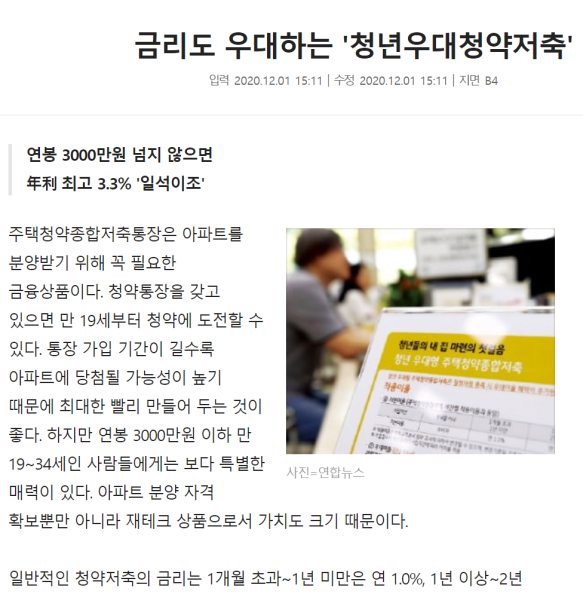 금리도 우대하는 '청년우대청약저축'
입력 2020.12.01 15:11 | 수정 2020.12.01 15:11 | 지면 B4
연봉 3000만원 넘지 않으면
年利 최고 3.3% '일석이조'
주택청약종합저축통장은 아파트를
분양받기 위해 꼭 필요한
금융상품이다. 청약통장을 갖고
있으면 만 19세부터 청약에 도전할 수
있다. 통장 가입 기간이 길수록
아파트에 당첨될 가능성이 높기
때문에 최대한 빨리 만들어 두는 것이
좋다. 하지만 연봉 3000만원 이하 만
19~34세인 사람들에게는 보다 특별한
매력이 있다. 아파트 분양 자격
확보뿐만 아니라 재테크 상품으로서 가치도 크기 때문이다.
청년들의 내 집 마련의 첫걸음
청년 우대형 주택청약종합저축
적용이율
사진=연합뉴스
일반적인 청약저축의 금리는 1개월 초과~1년 미만은 연 1.0%, 1년 이상~2년